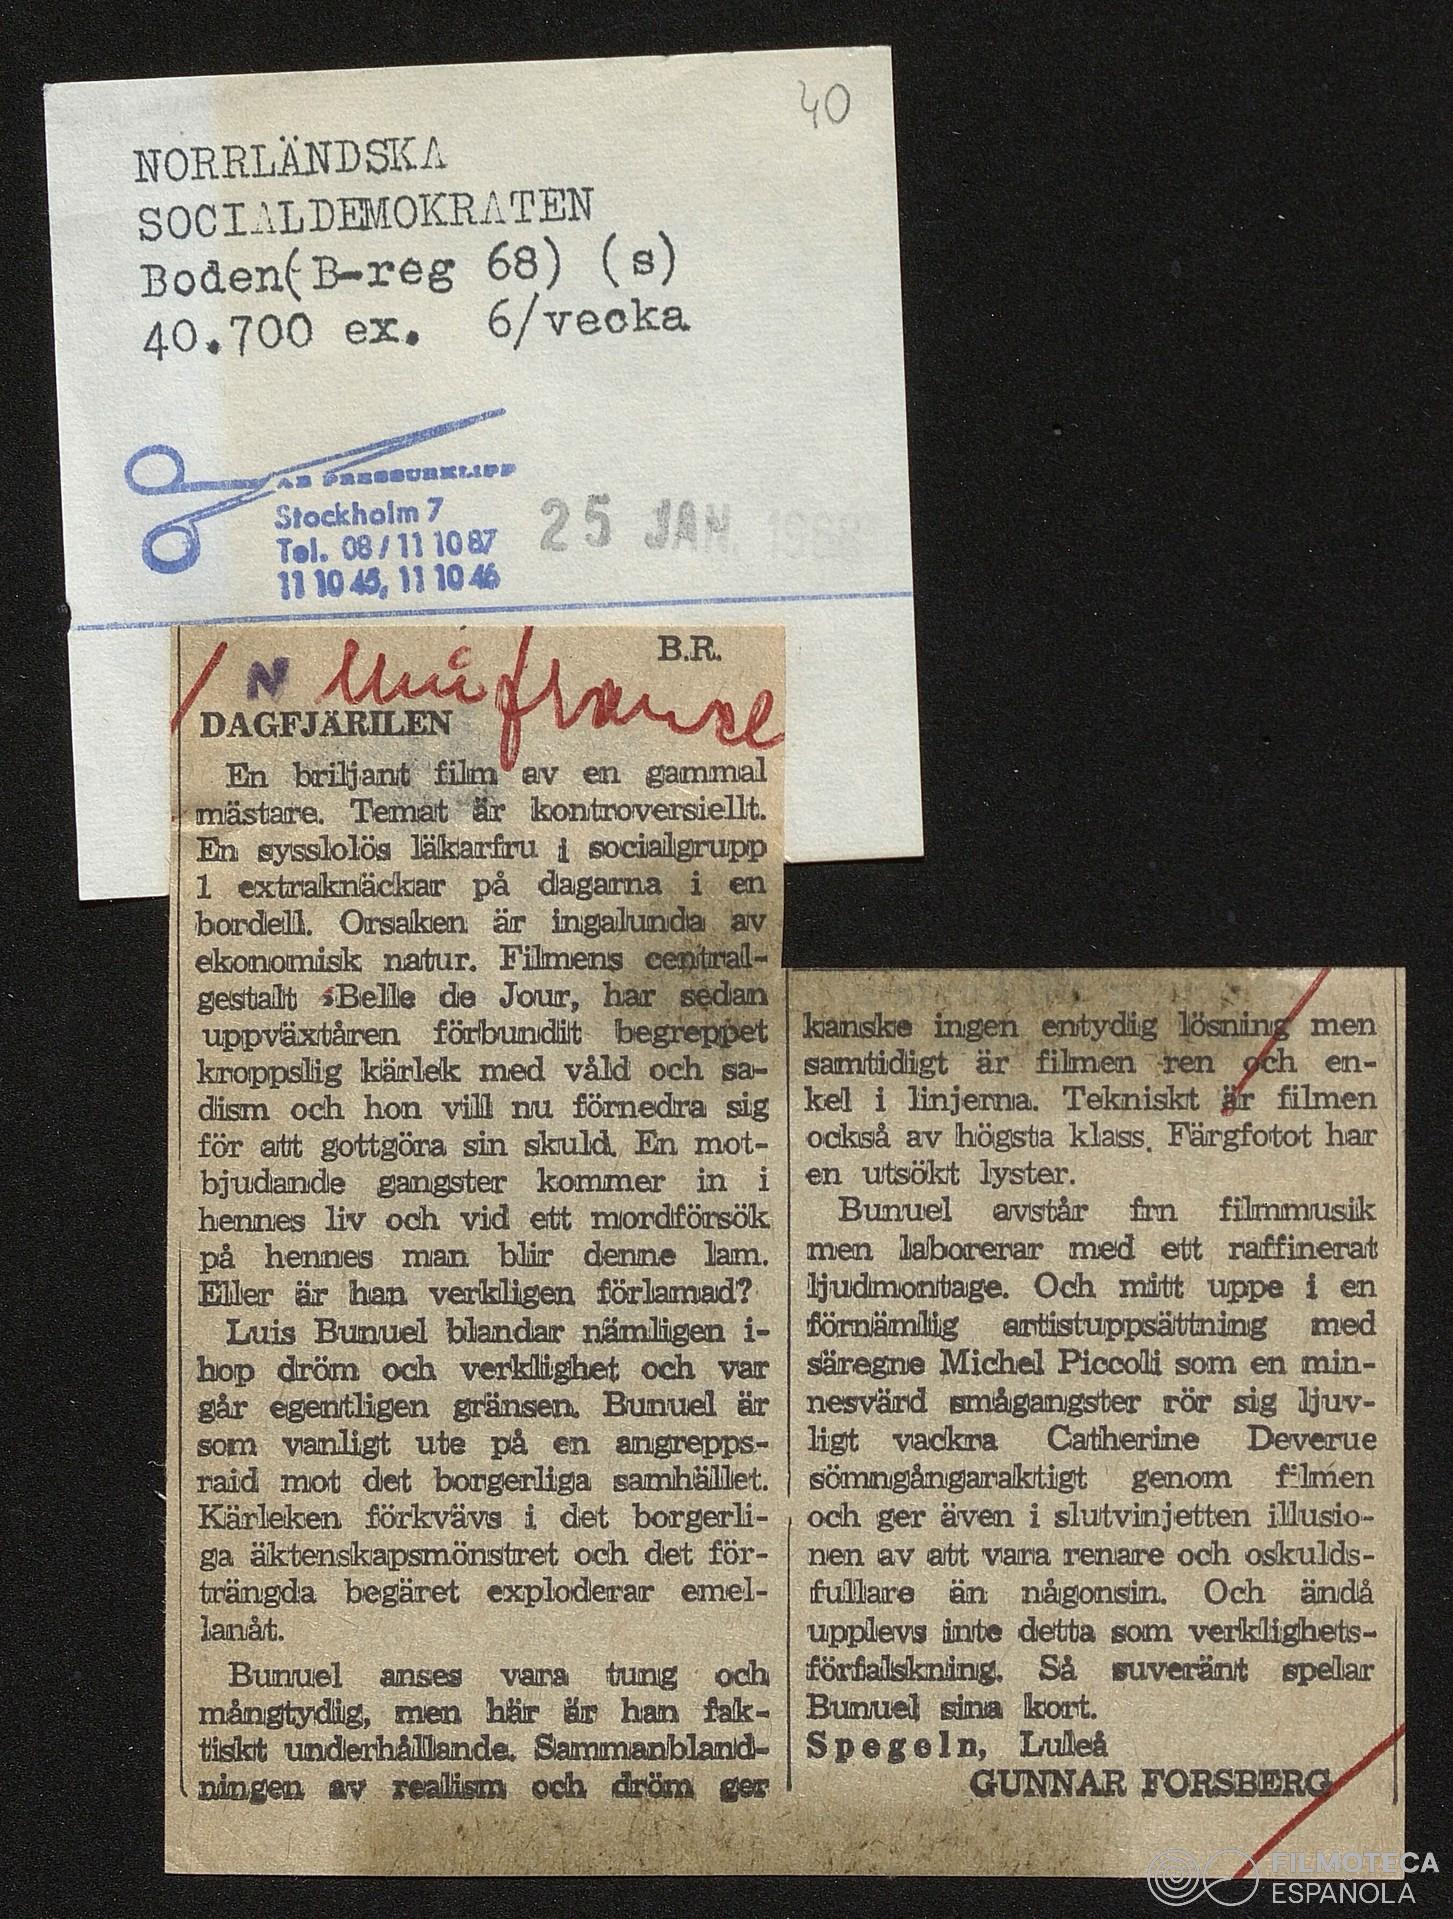 40
NORRLÄNDSKA
SOCIALDEMOKRATEN
Boden(B-reg 68) (s)
40.700 ex. 6/vecka
AB PRESSURKLIPP
Stockholm 7
Tel. 08/11 10 87
11 10 45, 11 10 46
25 JAN
B.R.
N
DAGFJÄRILEN
En briljant film av en gammal
mästare. Temat är kontroversiellt.
En sysslolös läkarfru i socialgrupp
1 extraknäckar på dagarna i en
bordell. Orsaken är ingalunda av
ekonomisk natur. Filmens central-
gestalt Belle de Jour, har sedan
uppväxtåren förbundit begreppet
kroppslig kärlek med våld och sa-
dism och hon vill nu förnedra sig
för att gottgöra sin skuld. En mot-
bjudande gangster kommer in i
hennes liv och vid ett mordförsök
på hennes man blir denne lam.
Eller är han verkligen förlamad?
Luis Bunuel blandar nämligen i-
hop dröm och verklighet och var
går egentligen gränsen. Bunuel är
som vanligt ute på en angrepps-
raid mot det borgerliga samhället.
Kärleken förkvävs i det borgerli-
ga äktenskapsmönstret och det för-
trängda begäret exploderar emel-
lanåt.
Bunuel anses vara tung och
mångtydig, men här är han fak-
tiskt underhållande. Sammanbland-
ningen av realism och dröm ger
kanske ingen entydig lösning men
samtidigt är filmen ren och en-
kel i linjerna. Tekniskt är filmen
också av högsta klass. Färgfotot har
en utsökt lyster.
Bunuel avstår frn filmmusik
men laborerar med ett raffinerat
ljudmontage. Och mitt uppe i en
förnämlig artistuppsättning med
säregne Michel Piccoli som en min-
nesvärd smågangster rör sig ljuv-
ligt vackra Catherine Deverue
sömngångaraktigt genom filmen
och ger även i slutvinjetten illusio-
nen av att vara renare och oskulds-
fullare än någonsin. Och ändå
upplevs inte detta som verklighets-
förfalskning. Så suveränt spelar
Bunuel sina kort.
Spegeln, Luleå
GUNNAR FORSBERG
FILMOTECA
ESPAÑOLA